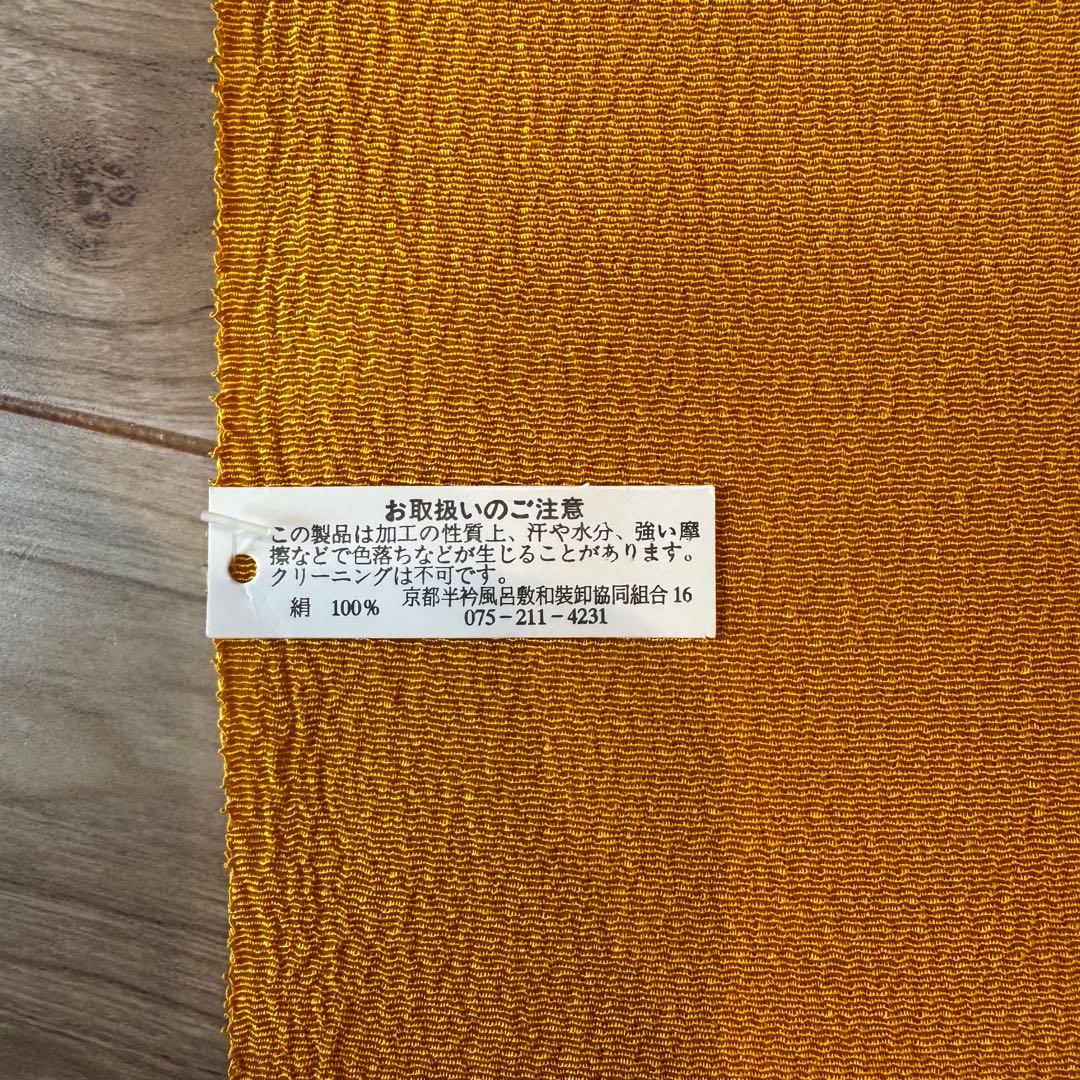 お取扱いのご注意
この製品は加工の性質上、汗や水分、強い摩
擦などで色落ちなどが生じることがあります。
クリーニングは不可です。
絹 100% 京都半衿風呂敷和装卸協同組合 16
075-211-4231